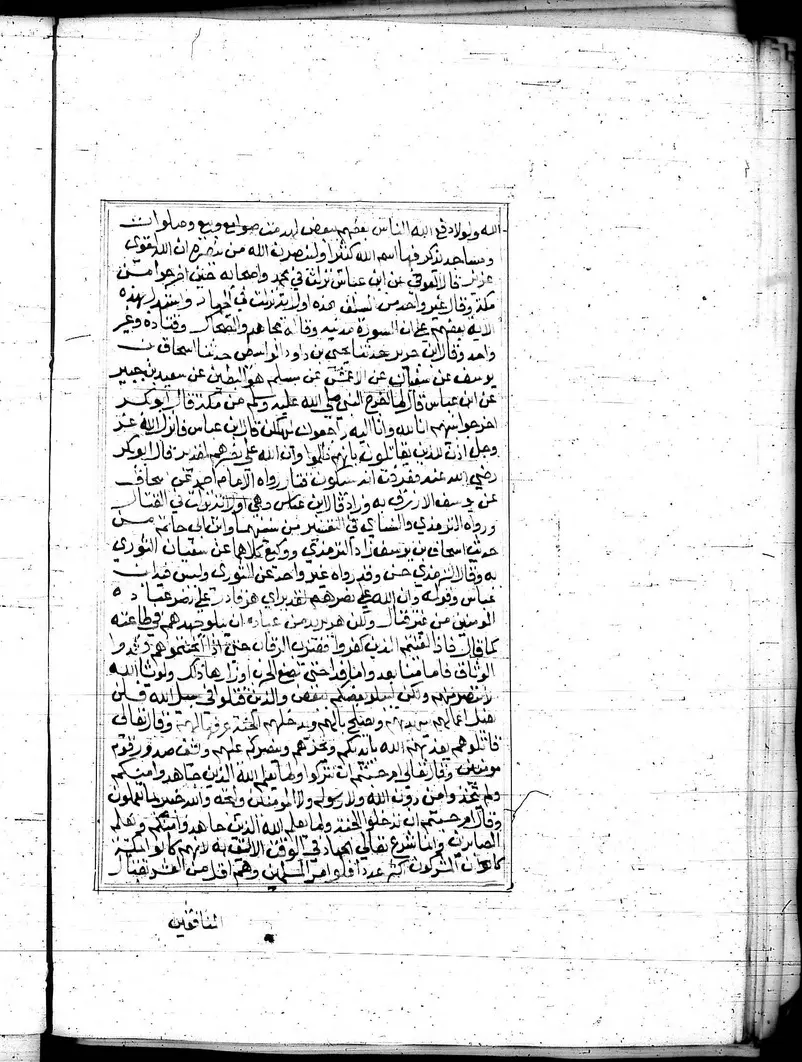 الله ولولا دفع الله الناس بعضهم ببعض لهدمت صوامع وبيع وصلوات
ومساجد يذكر فيها اسم الله كثيرا ولينصرن الله من ينصره ان الله لقوى
عزيز قال العوفي عن ابن عباس نزلت في محمد واصحابه حين اخرجوا من
مكة وقال غير واحد من السلف هذه اول اية نزلت في الجهاد واستدل بهذه
الايه بعضهم على ان السورة مدنيه وقاله مجاهد والضحاك وقتاده وغير
واحد وقال ابن جرير حدثنا يحيى بن داود الواسطي حدثنا اسحاق بن
يوسف عن سفيان عن الاعمش عن مسلم هو البطين عن سعيد بن جبير
عن ابن عباس قال لما اخرج النبي صلى الله عليه وسلم من مكة قال ابو بكر
اخرجوا نبيهم انا لله وانا اليه راجعون ليهلكن قال ابن عباس فانزل الله عز
وجل اذن للذين يقاتلون بانهم ظلموا وان الله على نصرهم لقدير قال ابو بكر
رضي الله عنه فعرفت انه سيكون قتال رواه الامام احمد عن اسحاق
بن يوسف الازرق به وزاد قال ابن عباس وهي اول اية نزلت في القتال
ورواه الترمذي والنساي في التفسير من سننهما وابن ابي حاتم من
حديث اسحاق بن يوسف زاد الترمذي ووكيع كلاهما عن سفيان الثوري
به وقال الترمذي حسن وقد رواه غير واحد عن الثوري وليس فيه ابن
عباس وقوله وان الله على نصرهم لقدير اي هو قادر على نصر عباده
المومنين من غير قتال ولكن هو يريد من عباده ان يبلو جهدهم في طاعته
كما قال فاذا لقيتم الذين كفروا فضرب الرقاب حتى اذا اثخنتموهم فشدوا
الوثاق فاما منا بعد واما فدا حتى تضع الحرب اوزارها ذلك ولو يشا الله
لانتصر منهم ولكن ليبلو بعضكم ببعض والذين قتلوا في سبيل الله فلن
يضل اعمالهم سيهديهم ويصلح بالهم ويدخلهم الجنة عرفها لهم وقال تعالى
قاتلوهم يعذبهم الله بايديكم ويخزهم وينصركم عليهم ويشف صدور قوم
مومنين وقال تعالى ام حسبتم ان تتركوا ولما يعلم الله الذين جاهدوا منكم
ولم يتخذوا من دون الله ولا رسوله ولا المومنين وليجة والله خبير بما تعملون
وقال ام حسبتم ان تدخلوا الجنة ولما يعلم الله الذين جاهدوا منكم ويعلم
الصابرين وانما شرع تعالى الجهاد في الوقت الاليق به لانهم كانوا بمكة
كان المشركون اكثر عددا فلو امر المسلمين وهم اقل من العشر بقتال
المنافقين